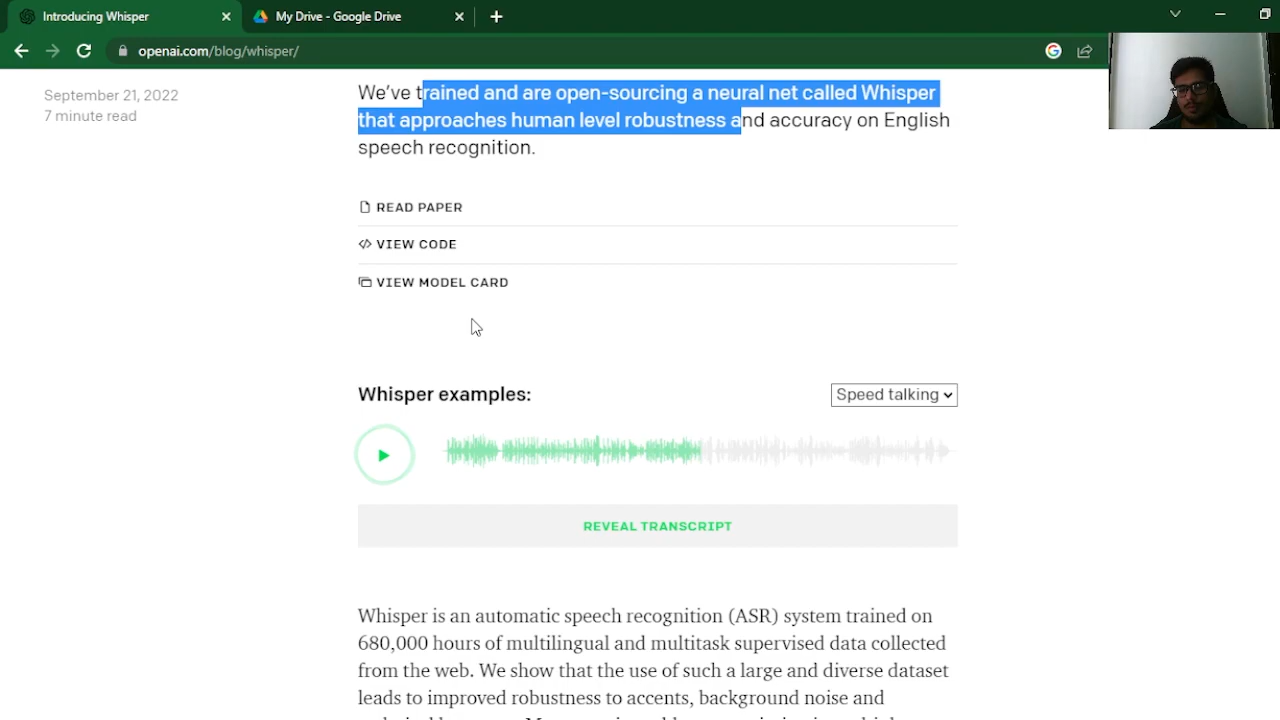 Introducing Whisper
My Drive - Google Drive
openai.com/blog/whisper/
September 21, 2022
7 minute read
We've trained and are open-sourcing a neural net called Whisper
that approaches human level robustness and accuracy on English
speech recognition.
READ PAPER
VIEW CODE
VIEW MODEL CARD
Whisper examples:
Speed talking
REVEAL TRANSCRIPT
Whisper is an automatic speech recognition (ASR) system trained on
680,000 hours of multilingual and multitask supervised data collected
from the web. We show that the use of such a large and diverse dataset
leads to improved robustness to accents, background noise and